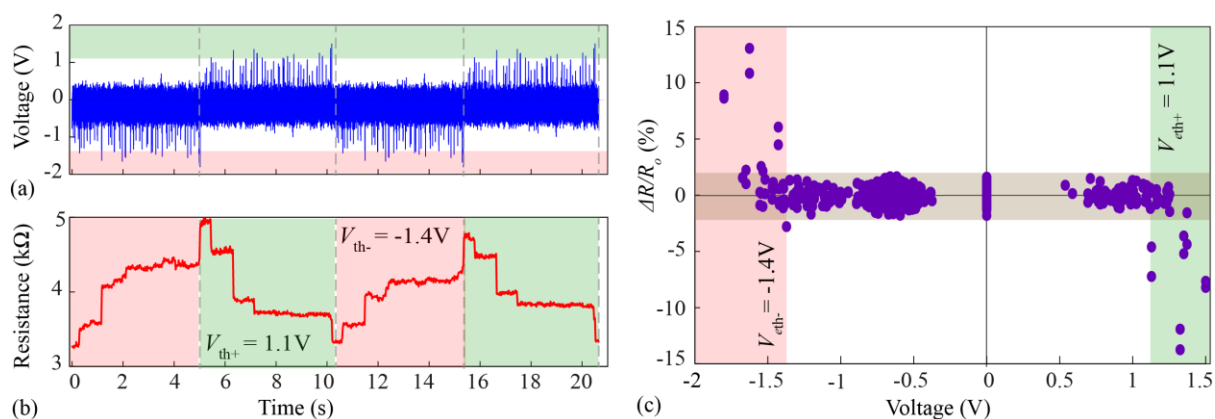 2
1
0
-1
-2
Voltage (V)
(a)
5
4
3
Resistance (kΩ)
V_th- = -1.4V
V_th+ = 1.1V
0 2 4 6 8 10 12 14 16 18 20
Time (s)
(b)
15
10
5
0
-5
-10
-15
ΔR/R_o (%)
V_eth- = -1.4V
V_eth+ = 1.1V
-2 -1.5 -1 -0.5 0 0.5 1 1.5
Voltage (V)
(c)